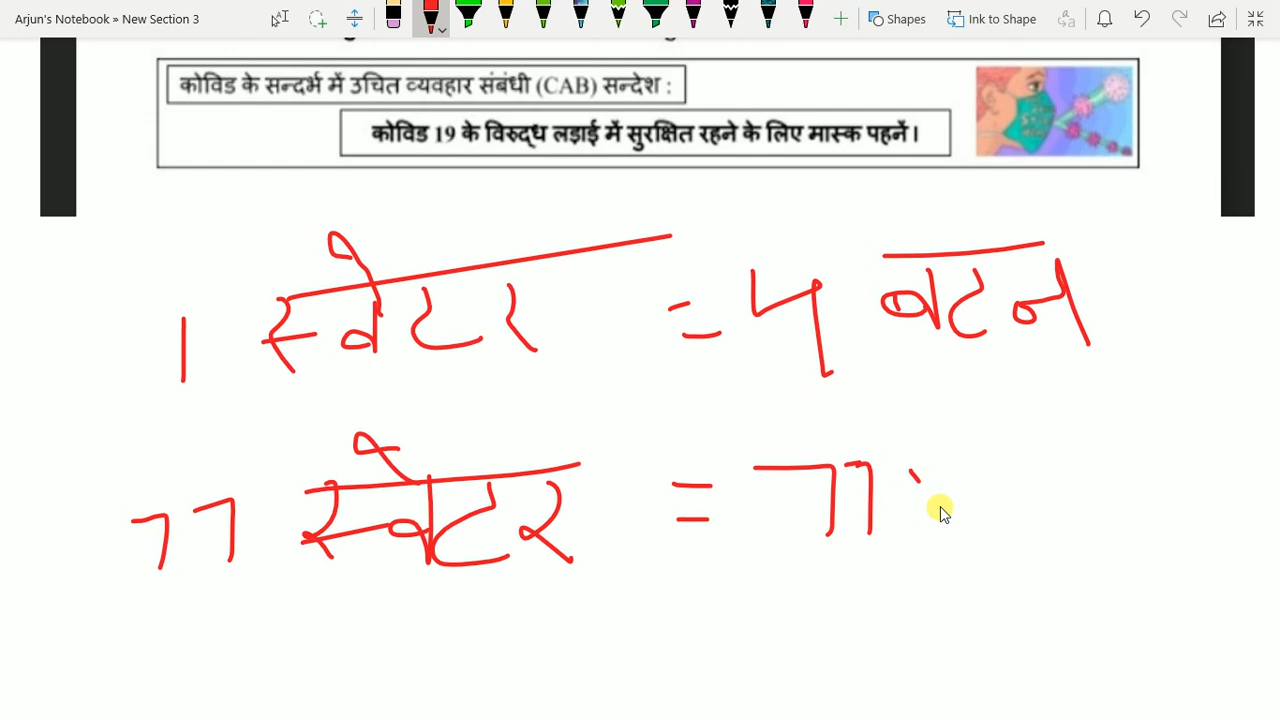 Arjun's Notebook » New Section 3
Shapes
Ink to Shape
कोविड के सन्दर्भ में उचित व्यवहार संबंधी (CAB) सन्देश :
कोविड 19 के विरुद्ध लड़ाई में सुरक्षित रहने के लिए मास्क पहनें।
1 स्वेटर = 4 बटन
77 स्वेटर = 77